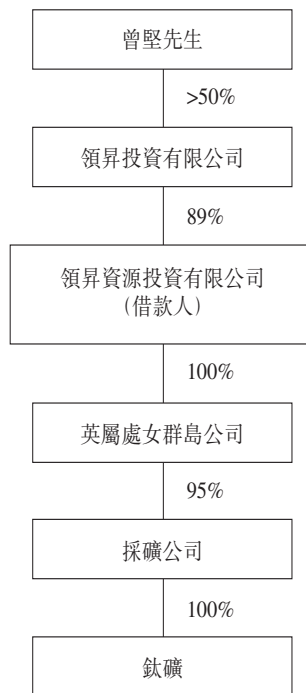 曾堅先生
>50%
領昇投資有限公司
89%
領昇資源投資有限公司
(借款人)
100%
英屬處女群島公司
95%
採礦公司
100%
鈦礦